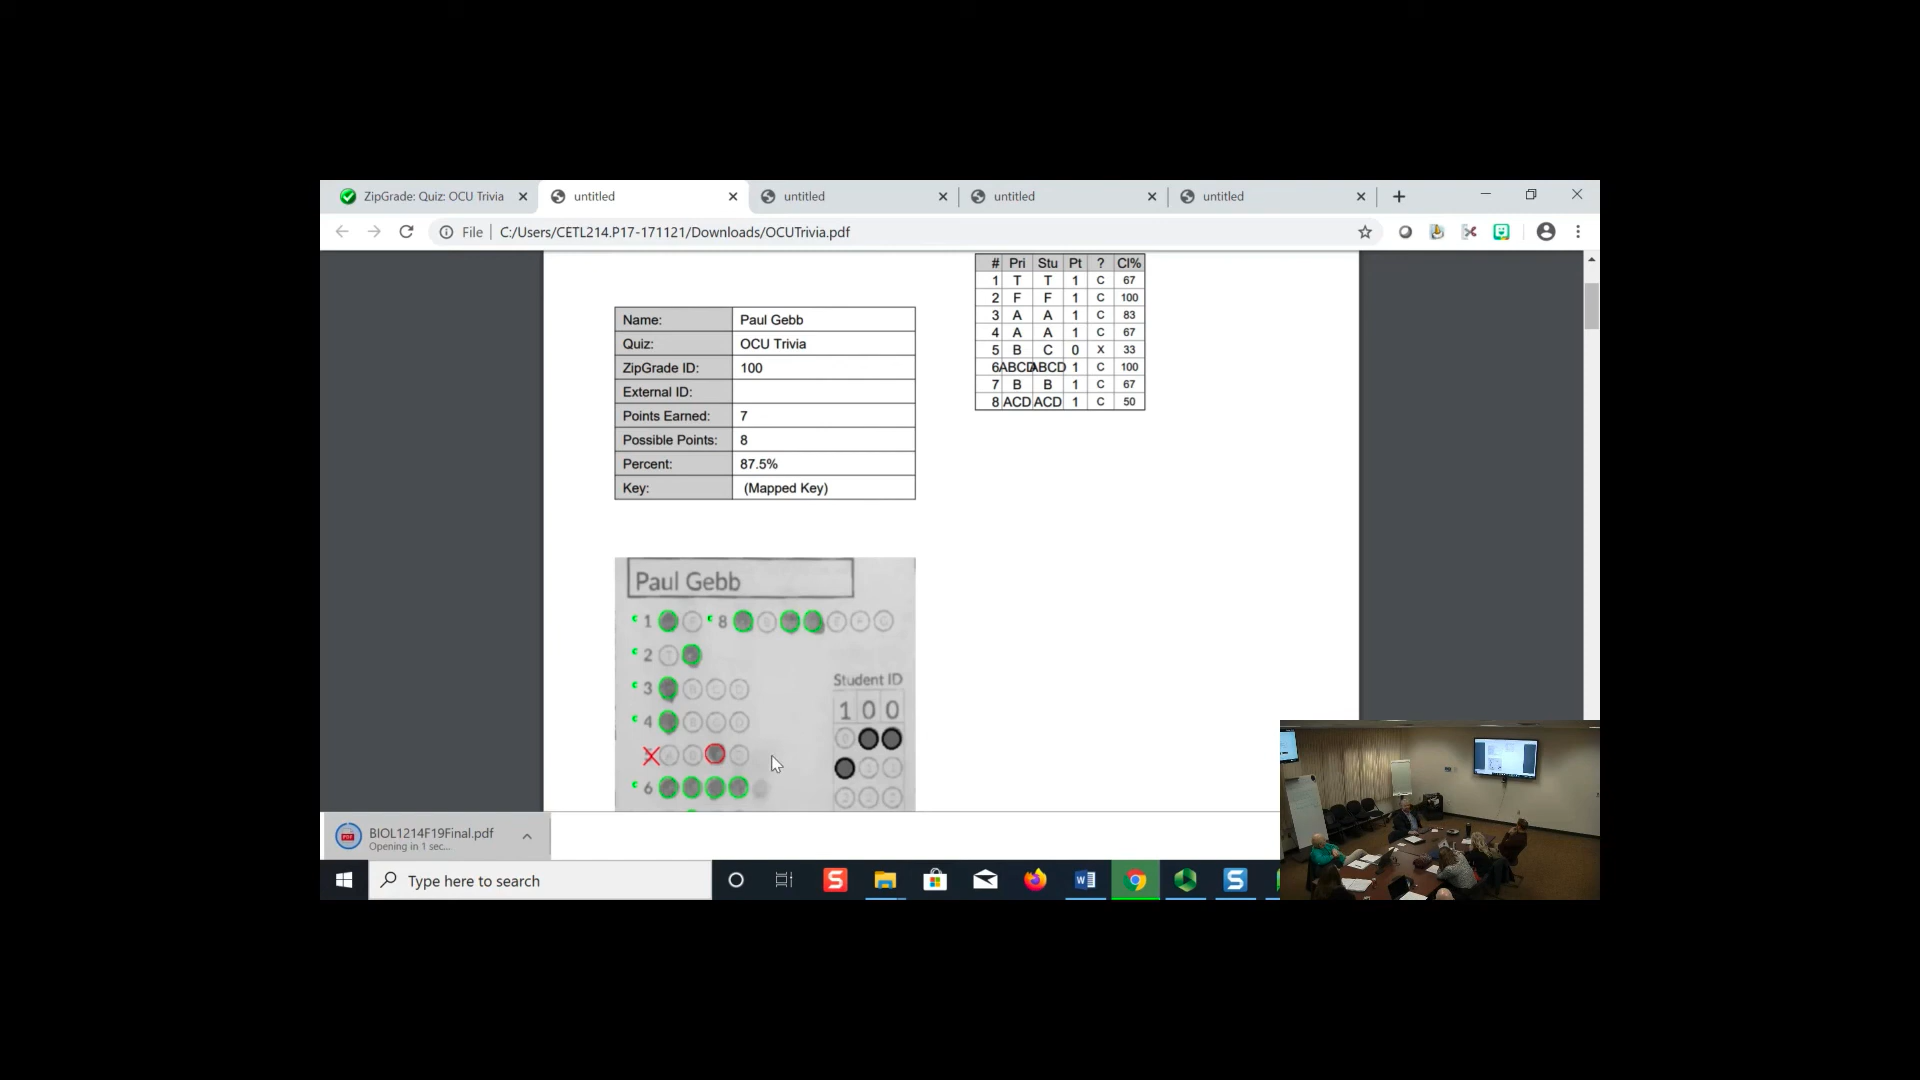 ZipGrade: Quiz: OCU Trivia
untitled
untitled
untitled
untitled
File
C:/Users/CETL214.P17-171121/Downloads/OCUTrivia.pdf
# Pri Stu Pt ? Cl%
1 T T 1 C 67
2 F F 1 C 100
3 A A 1 C 83
4 A A 1 C 67
5 B C 0 X 33
6 ABCD ABCD 1 C 100
7 B B 1 C 67
8 ACD ACD 1 C 50
Name: Paul Gebb
Quiz: OCU Trivia
ZipGrade ID: 100
External ID:
Points Earned: 7
Possible Points: 8
Percent: 87.5%
Key: (Mapped Key)
Paul Gebb
1
8
2
3
4
6
Student ID
1 0 0
BIOL1214F19Final.pdf
Opening in 1 sec...
Type here to search